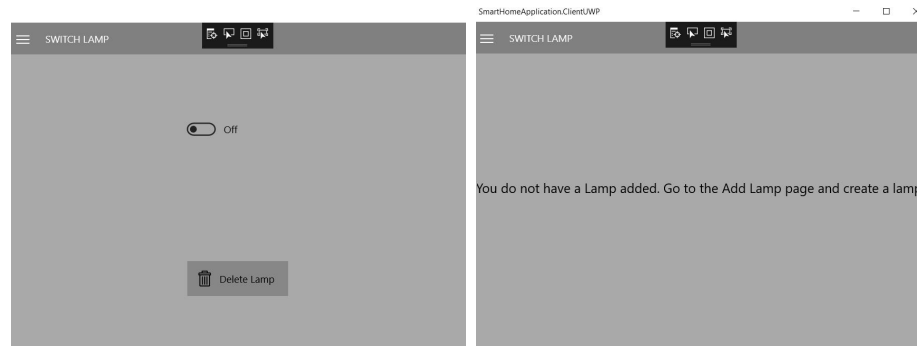 SWITCH LAMP
Off
Delete Lamp
SmartHomeApplication.ClientUWP
SWITCH LAMP
You do not have a Lamp added. Go to the Add Lamp page and create a lamp